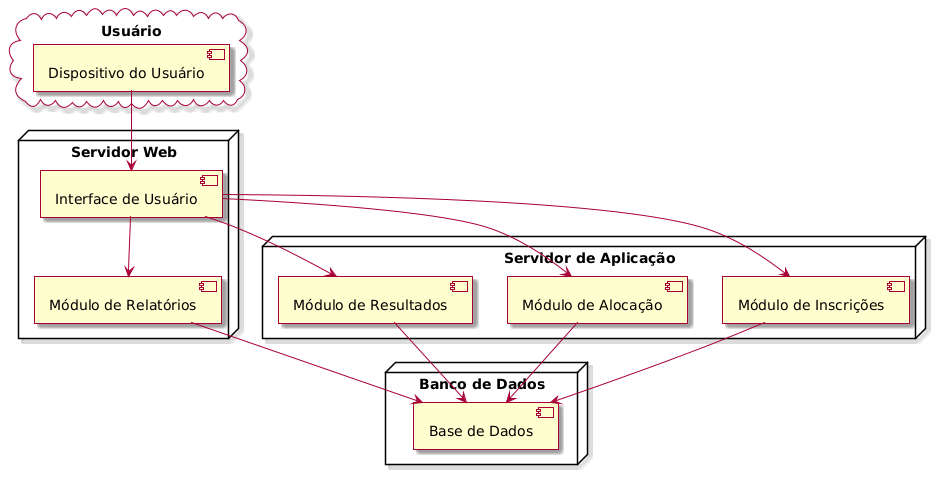 Usuário
Dispositivo do Usuário
Servidor Web
Interface de Usuário
Servidor de Aplicação
Módulo de Relatórios
Módulo de Resultados
Módulo de Alocação
Módulo de Inscrições
Banco de Dados
Base de Dados